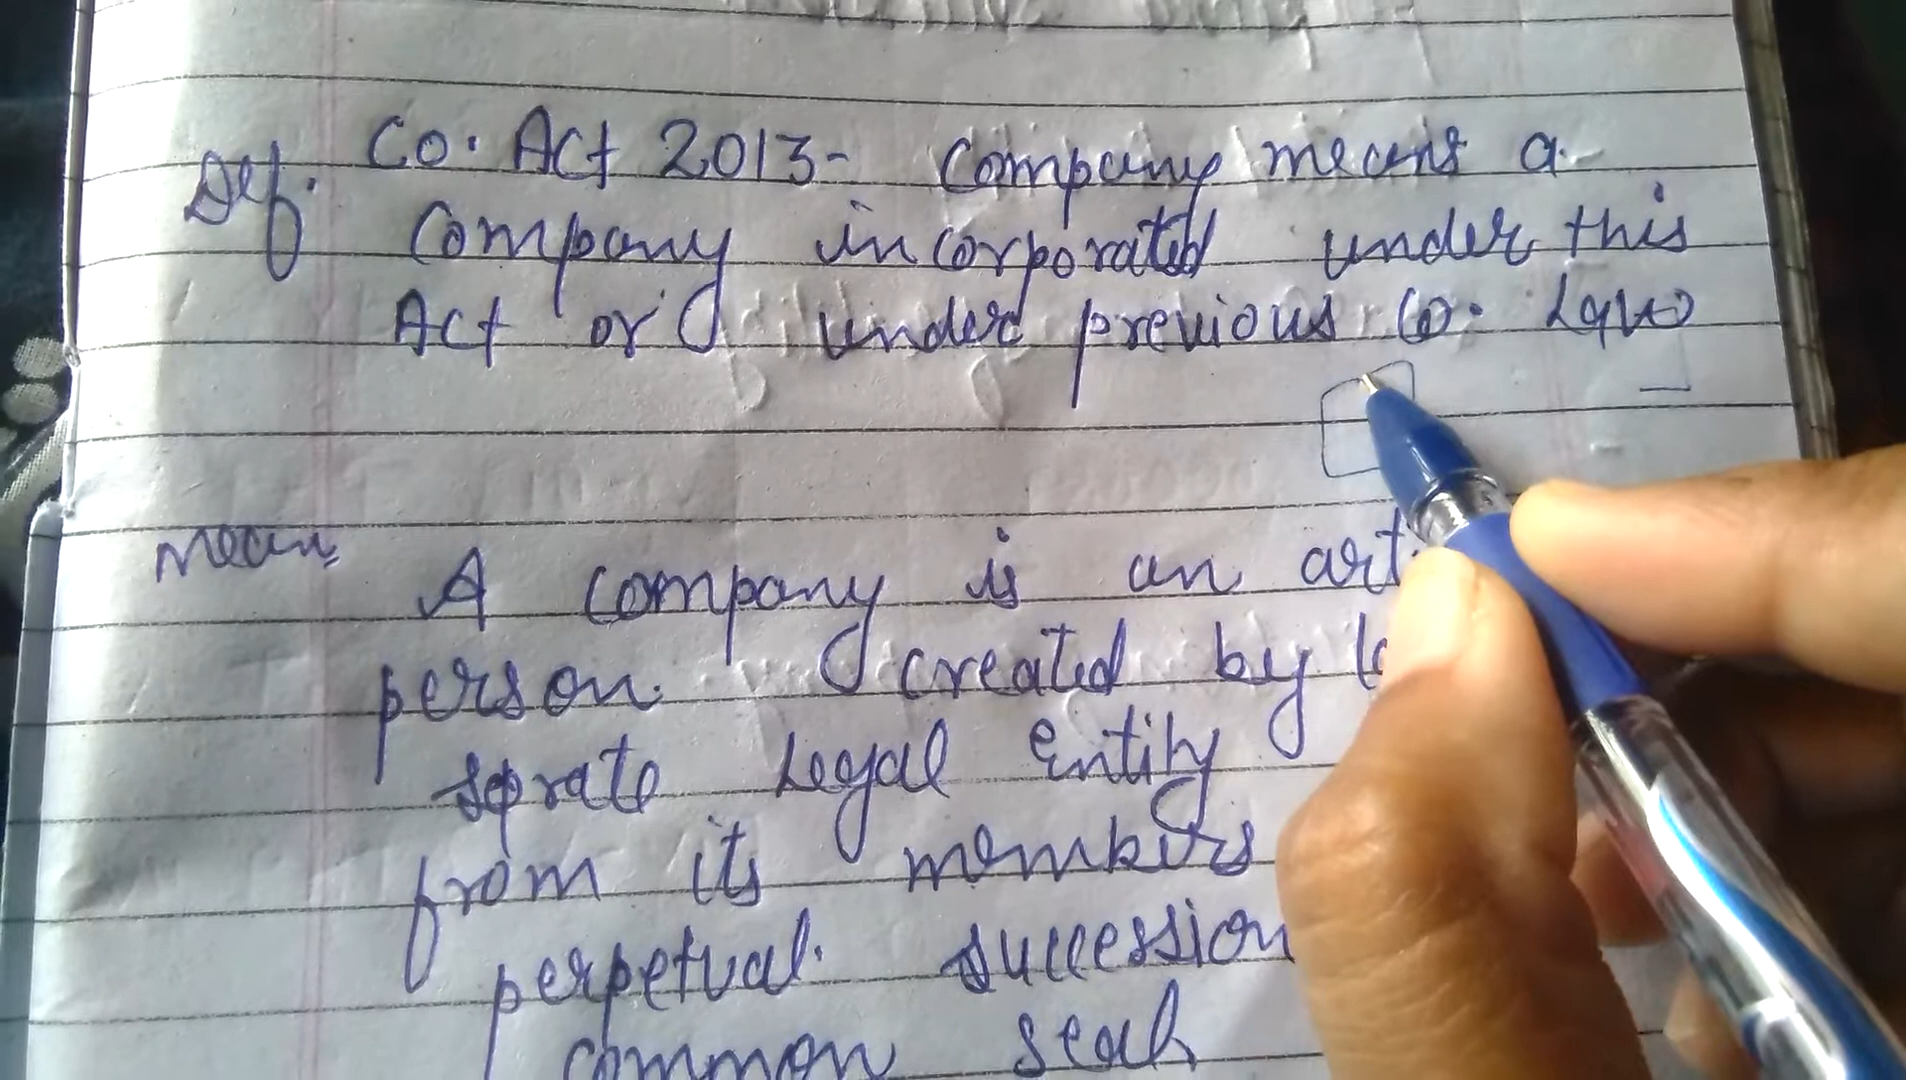 Def. Co. Act 2013- Company means a
Company incorporated under this
Act or under previous Co. Law
Mean
A company is an
person created by
seprate Legal Entity
from its members
perpetual succession
common seal